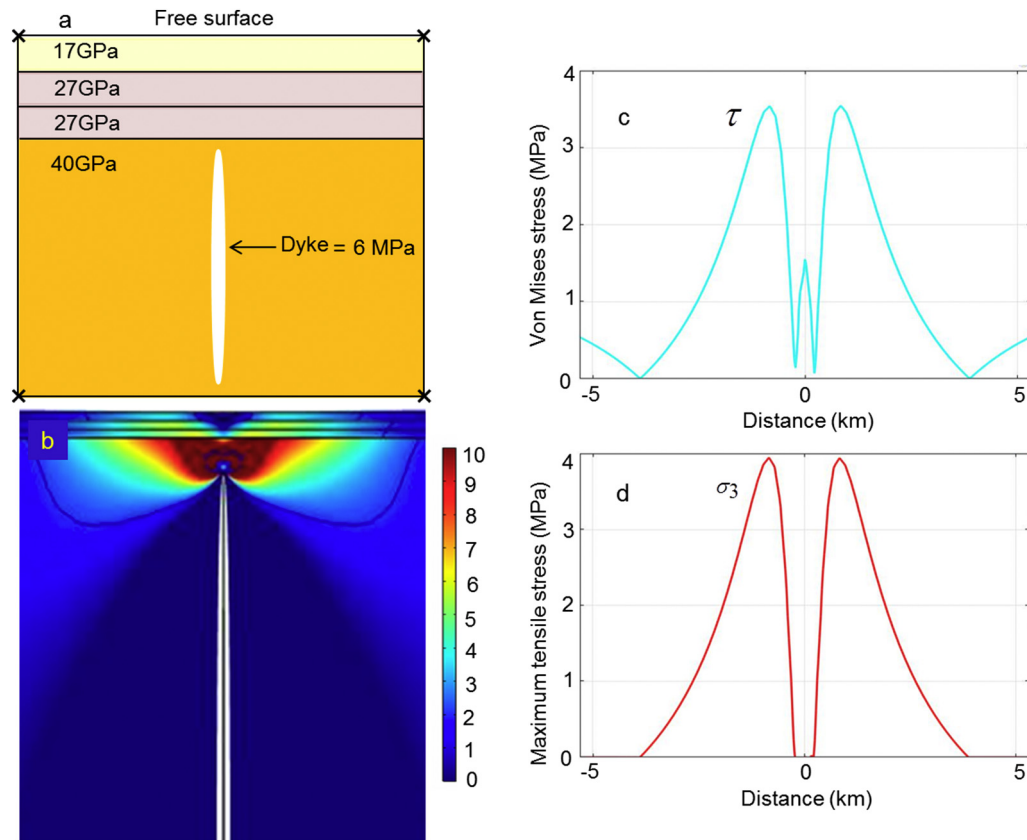 a
Free surface
17GPa
27GPa
27GPa
40GPa
Dyke = 6 MPa
b
10
9
8
7
6
5
4
3
2
1
0
c
τ
Von Mises stress (MPa)
4
3
2
1
0
-5
0
5
Distance (km)
d
σ3
Maximum tensile stress (MPa)
4
3
2
1
0
-5
0
5
Distance (km)